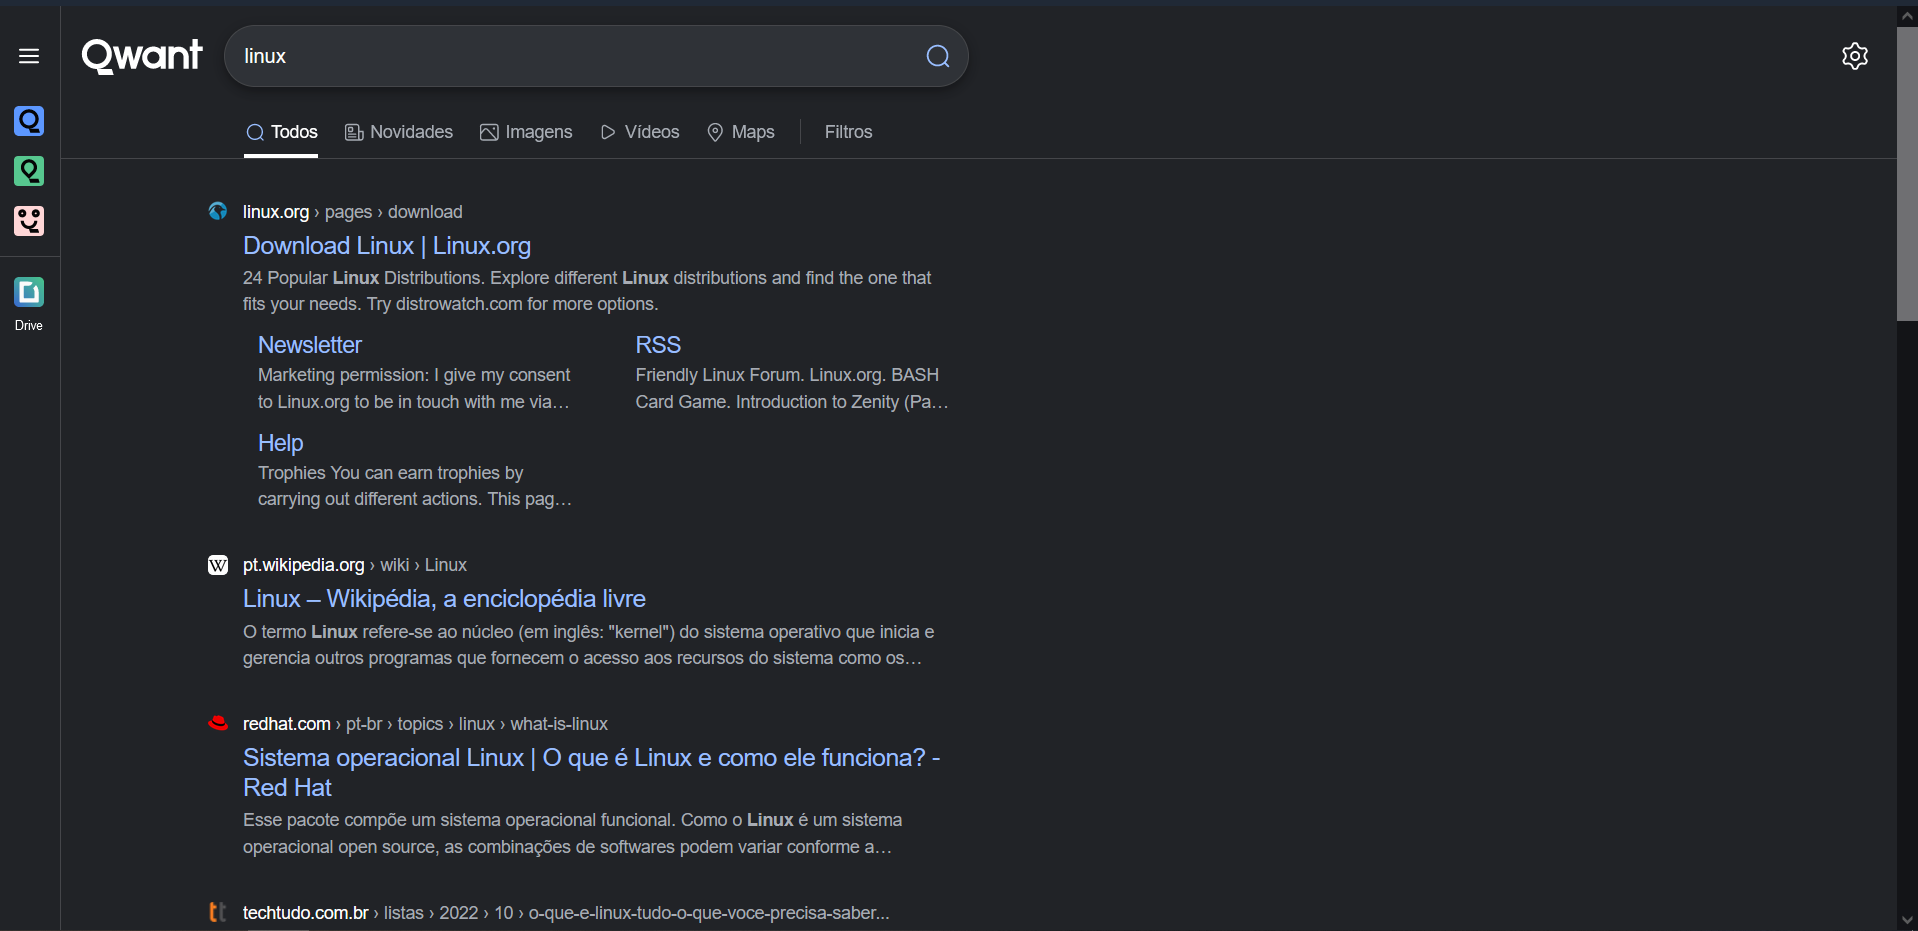 Qwant
linux
Todos
Novidades
Imagens
Vídeos
Maps
Filtros
Drive
linux.org › pages › download
Download Linux | Linux.org
24 Popular Linux Distributions. Explore different Linux distributions and find the one that
fits your needs. Try distrowatch.com for more options.
Newsletter
Marketing permission: I give my consent
to Linux.org to be in touch with me via…
RSS
Friendly Linux Forum. Linux.org. BASH
Card Game. Introduction to Zenity (Pa…
Help
Trophies You can earn trophies by
carrying out different actions. This pag…
W
pt.wikipedia.org › wiki › Linux
Linux – Wikipédia, a enciclopédia livre
O termo Linux refere-se ao núcleo (em inglês: "kernel") do sistema operativo que inicia e
gerencia outros programas que fornecem o acesso aos recursos do sistema como os…
redhat.com › pt-br › topics › linux › what-is-linux
Sistema operacional Linux | O que é Linux e como ele funciona? -
Red Hat
Esse pacote compõe um sistema operacional funcional. Como o Linux é um sistema
operacional open source, as combinações de softwares podem variar conforme a…
tt
techtudo.com.br › listas › 2022 › 10 › o-que-e-linux-tudo-o-que-voce-precisa-saber...